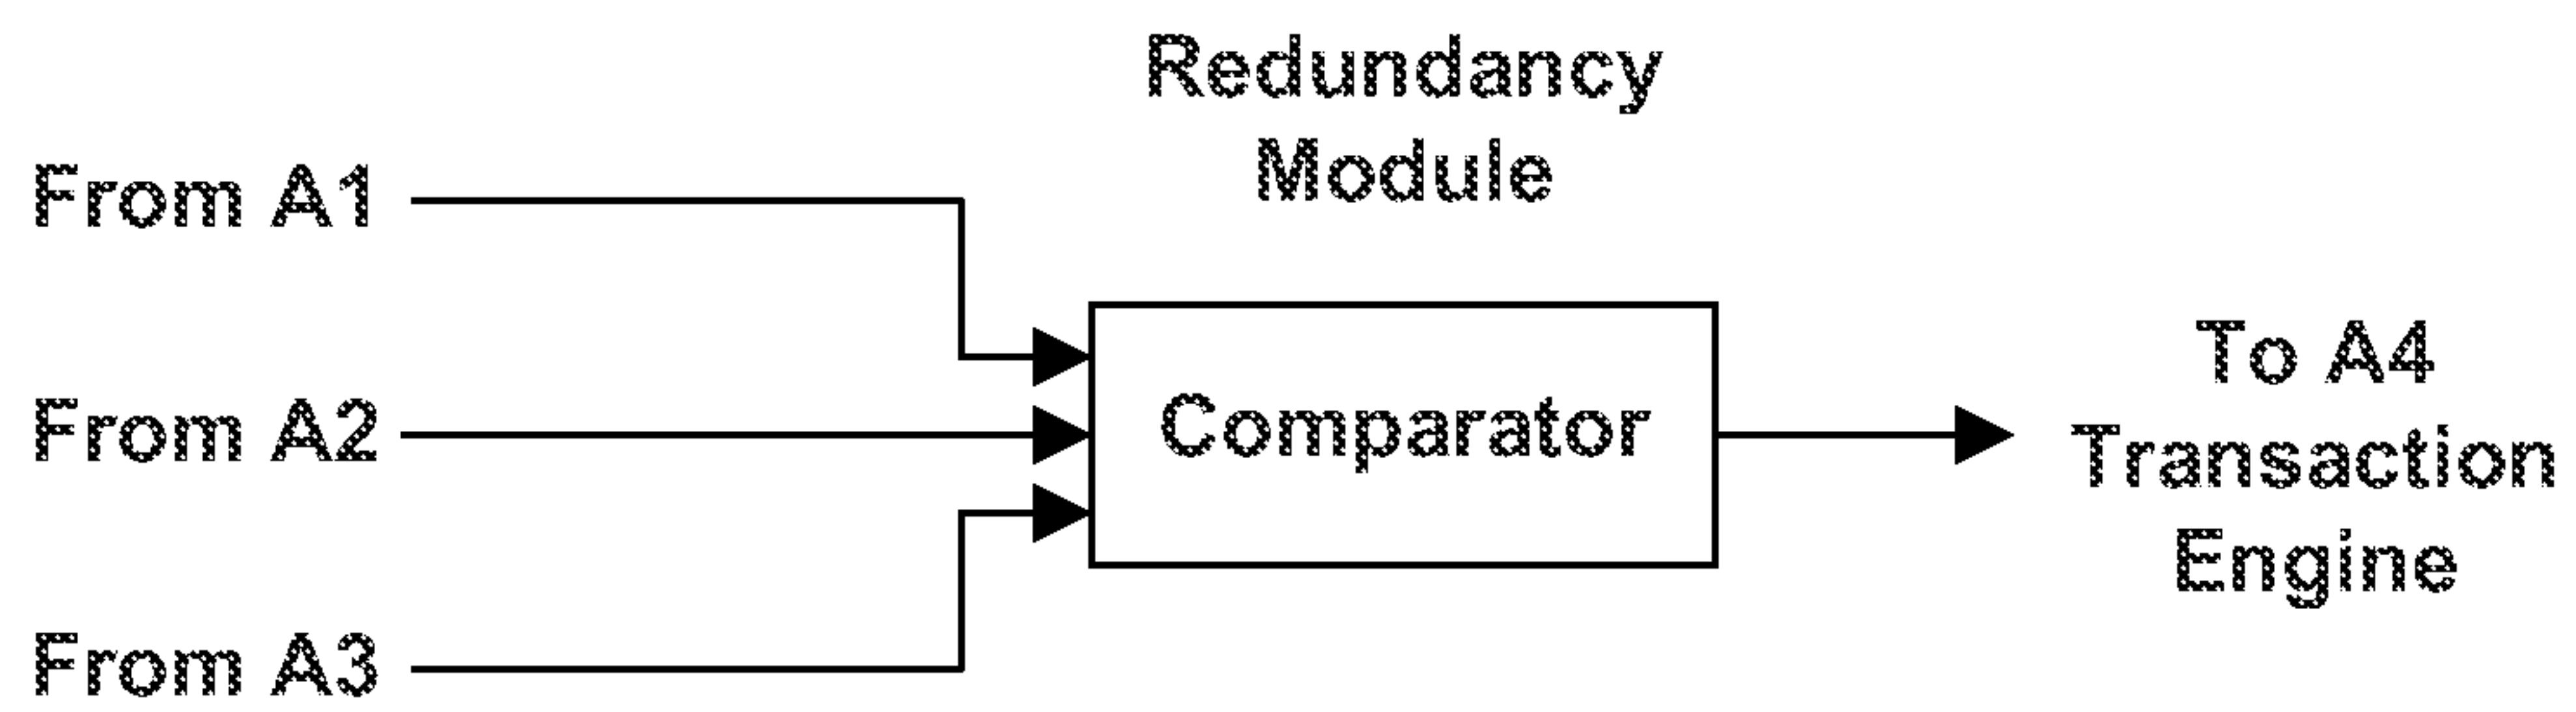 Redundancy
Module
From A1
From A2
From A3
Comparator
To A4
Transaction
Engine